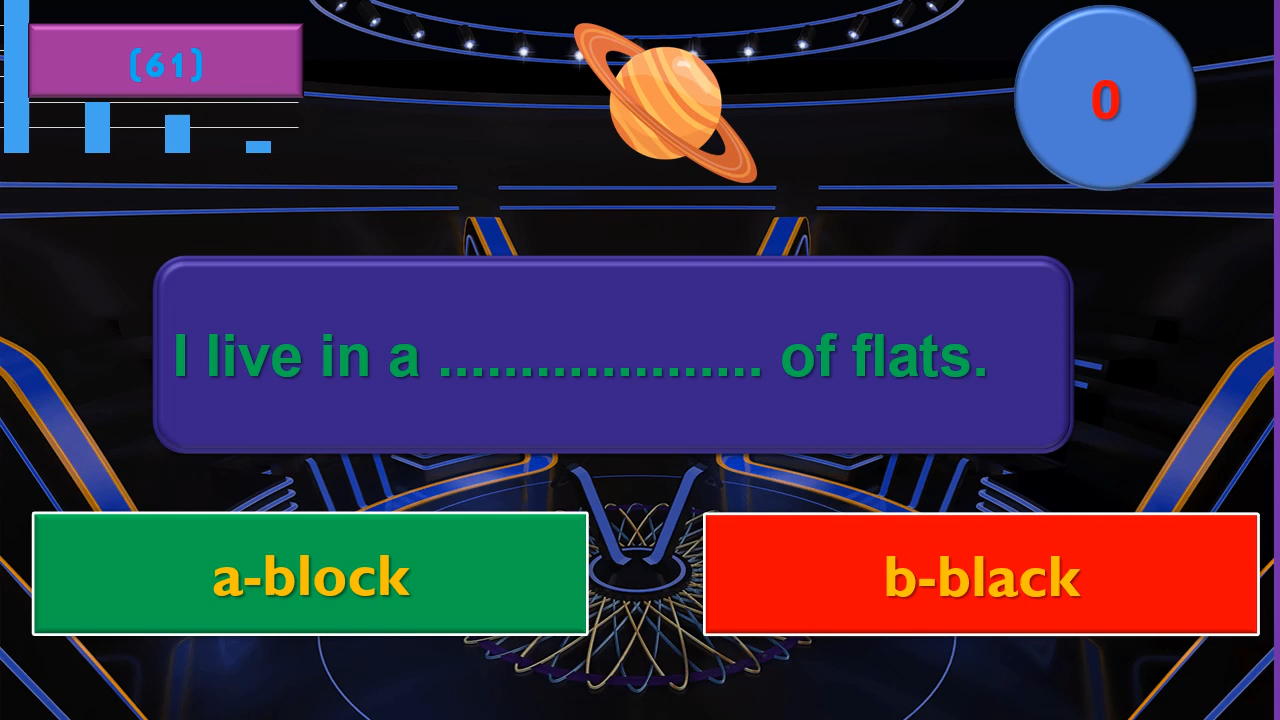 (61)
0
I live in a .................... of flats.
a-block
b-black